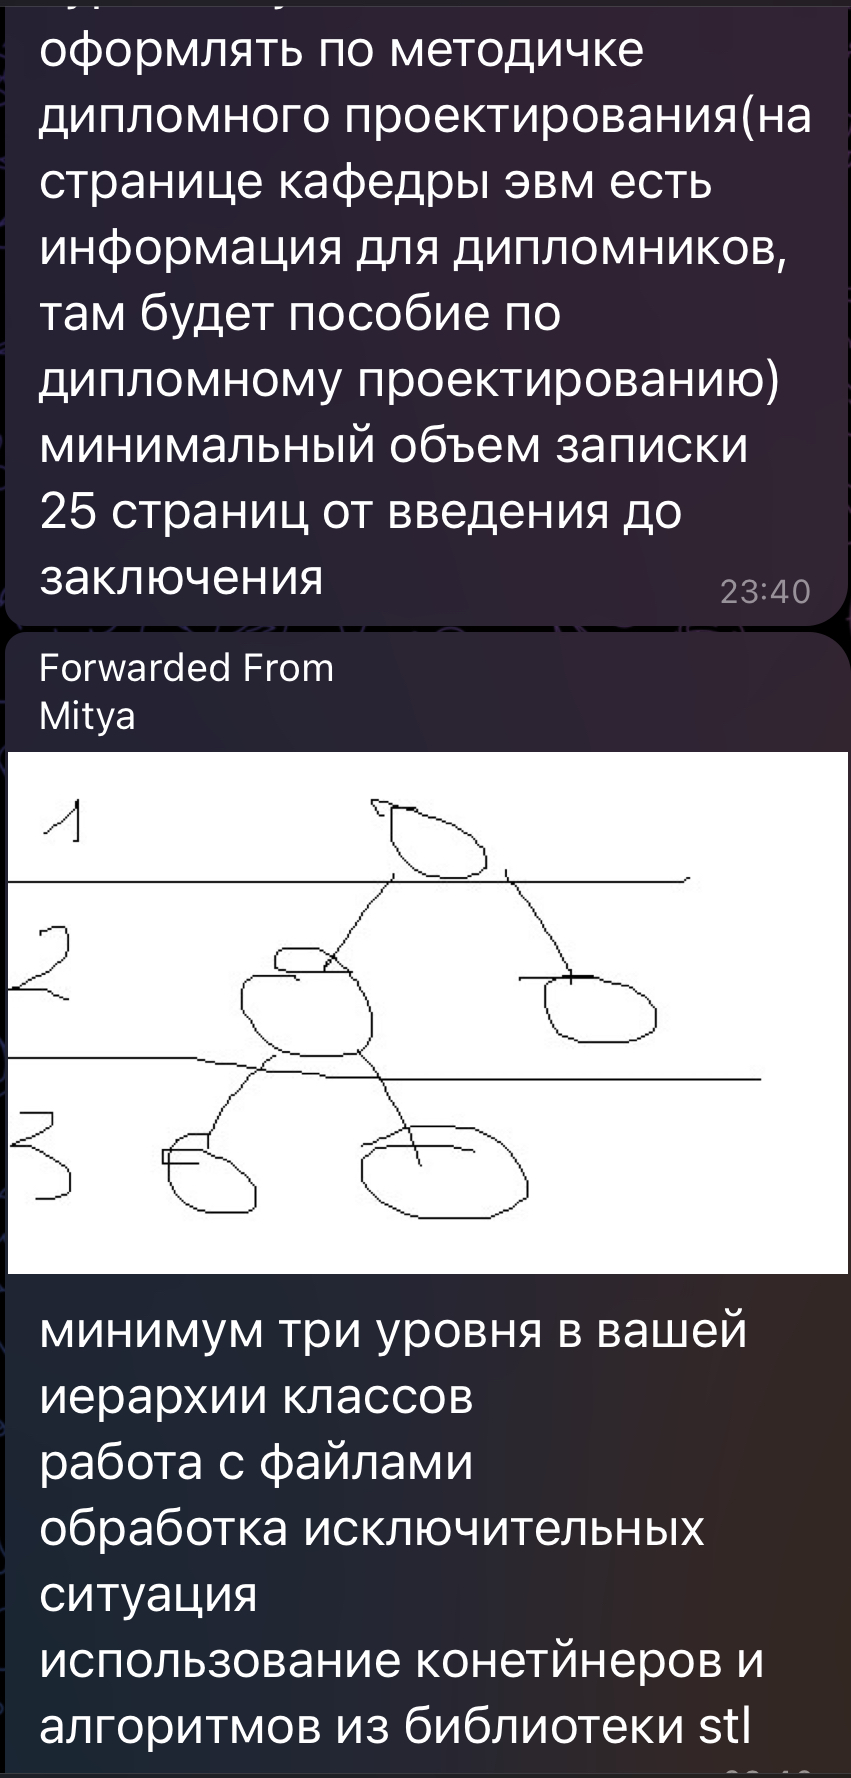 оформлять по методичке
дипломного проектирования(на
странице кафедры эвм есть
информация для дипломников,
там будет пособие по
дипломному проектированию)
минимальный объем записки
25 страниц от введения до
заключения
23:40
Forwarded From
Mitya
1
2
3
минимум три уровня в вашей
иерархии классов
работа с файлами
обработка исключительных
ситуация
использование конетйнеров и
алгоритмов из библиотеки stl